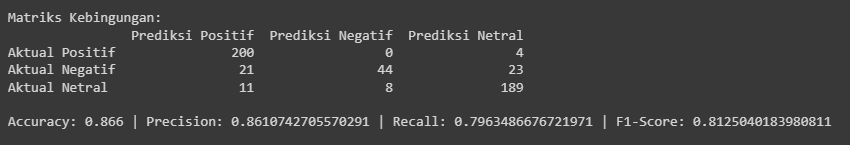 Matriks Kebingungan:
Prediksi Positif Prediksi Negatif Prediksi Netral
Aktual Positif 200 0 4
Aktual Negatif 21 44 23
Aktual Netral 11 8 189
Accuracy: 0.866 | Precision: 0.8610742705570291 | Recall: 0.7963486676721971 | F1-Score: 0.8125040183980811